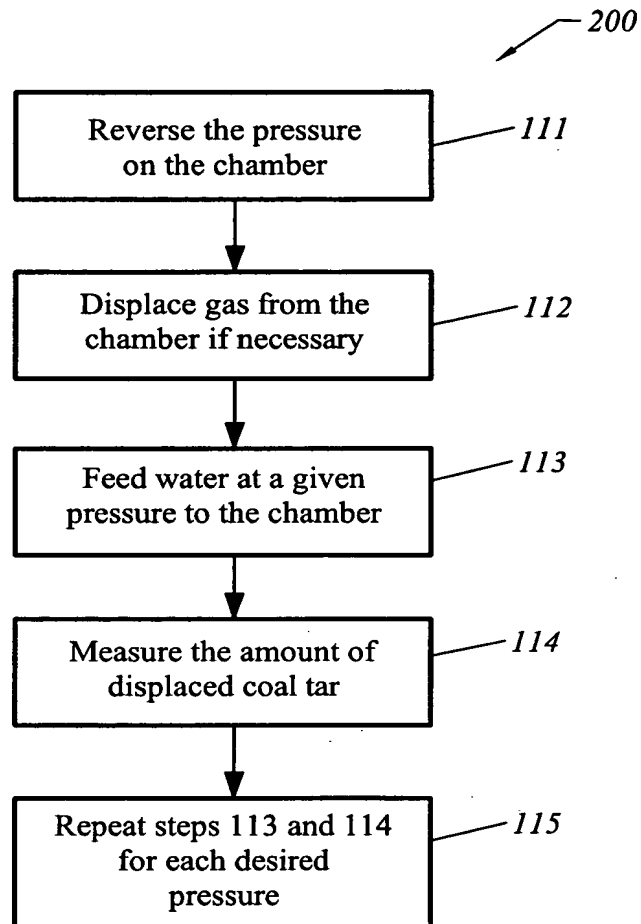 200
Reverse the pressure
on the chamber
111
Displace gas from the
chamber if necessary
112
Feed water at a given
pressure to the chamber
113
Measure the amount of
displaced coal tar
114
Repeat steps 113 and 114
for each desired
pressure
115